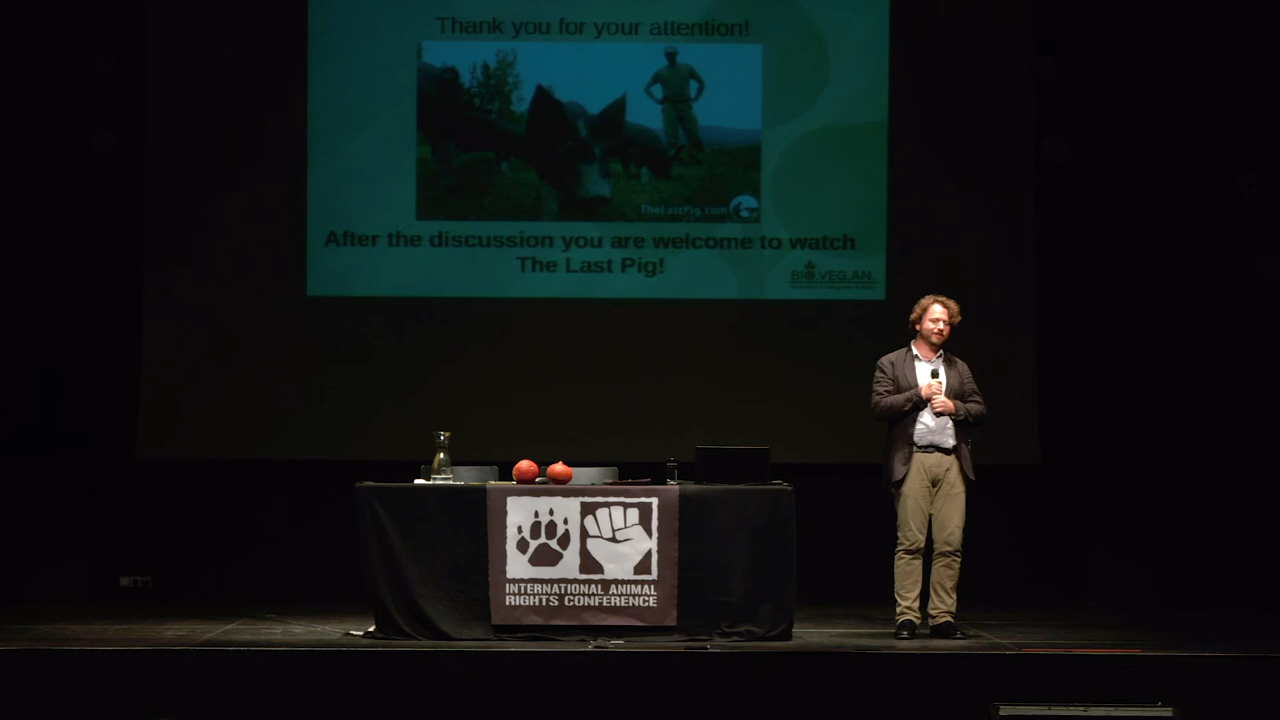 Thank you for your attention!
TheLastPig.com
After the discussion you are welcome to watch
The Last Pig!
BIO.VEG.AN.
INTERNATIONAL ANIMAL
RIGHTS CONFERENCE